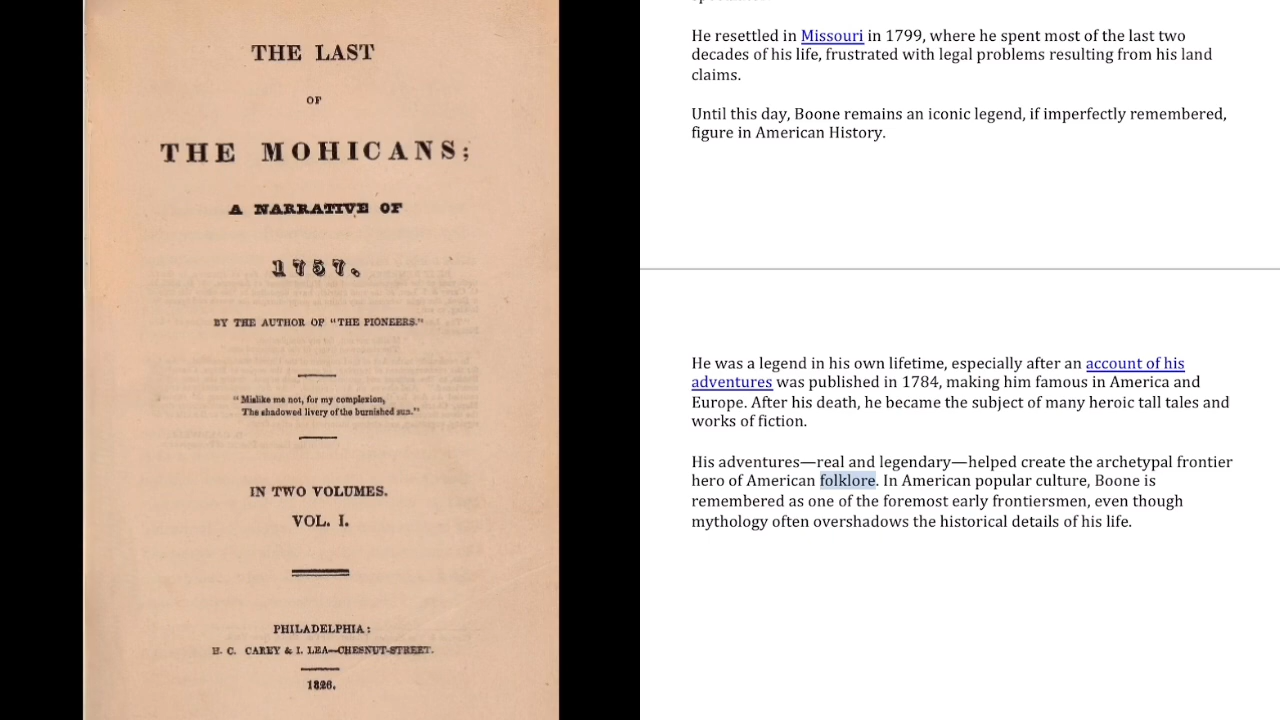 THE LAST
OF
THE MOHICANS;
A NARRATIVE OF
1757.
BY THE AUTHOR OF "THE PIONEERS."
"Mislike me not, for my complexion,
The shadowed livery of the burnished sun."
IN TWO VOLUMES.
VOL. I.
PHILADELPHIA:
H. C. CAREY & I. LEA—CHESNUT-STREET.
1826.
He resettled in Missouri in 1799, where he spent most of the last two
decades of his life, frustrated with legal problems resulting from his land
claims.
Until this day, Boone remains an iconic legend, if imperfectly remembered,
figure in American History.
He was a legend in his own lifetime, especially after an account of his
adventures was published in 1784, making him famous in America and
Europe. After his death, he became the subject of many heroic tall tales and
works of fiction.
His adventures—real and legendary—helped create the archetypal frontier
hero of American folklore. In American popular culture, Boone is
remembered as one of the foremost early frontiersmen, even though
mythology often overshadows the historical details of his life.